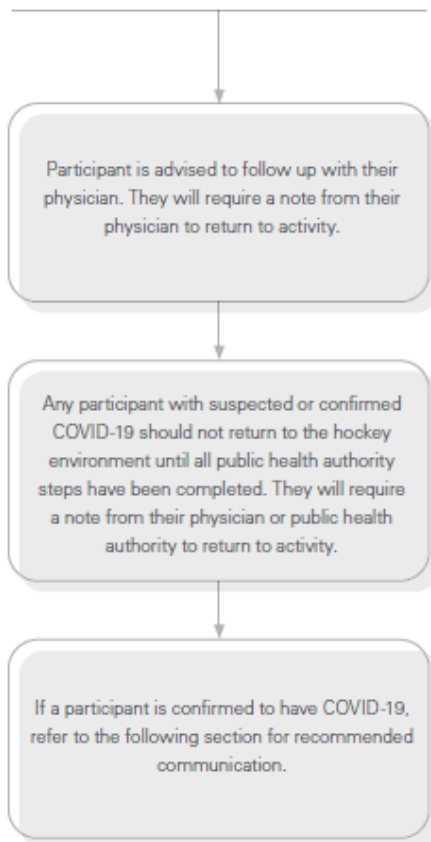 Participant is advised to follow up with their
physician. They will require a note from their
physician to return to activity.
Any participant with suspected or confirmed
COVID-19 should not return to the hockey
environment until all public health authority
steps have been completed. They will require
a note from their physician or public health
authority to return to activity.
If a participant is confirmed to have COVID-19,
refer to the following section for recommended
communication.